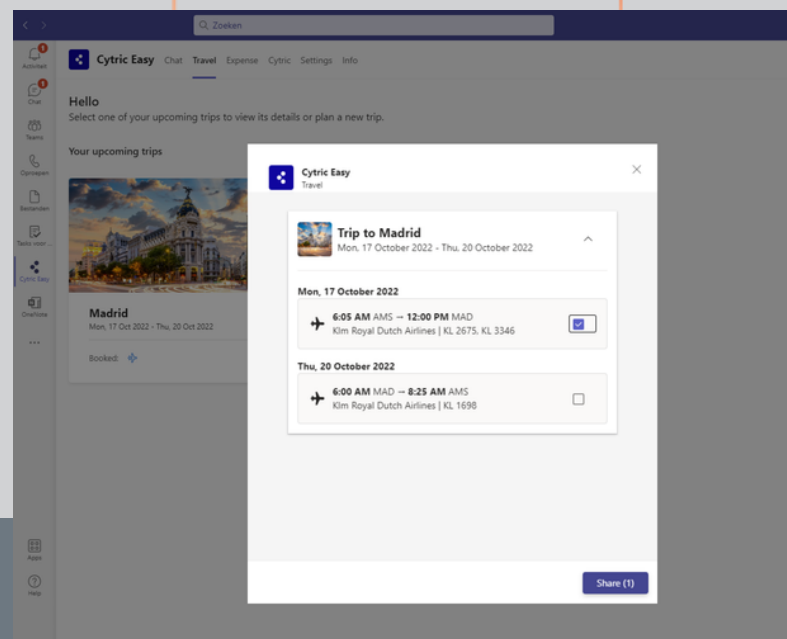 Zoeken
1
Activiteit
Cytric Easy Chat Travel Expense Cytric Settings Info
1
Chat
Hello
Select one of your upcoming trips to view its details or plan a new trip.
Teams
Your upcoming trips
Oproepen
Bestanden
Tasks voor ...
Cytric Easy
OneNote
Madrid
Mon, 17 Oct 2022 - Thu, 20 Oct 2022
Booked:
Apps
Help
Cytric Easy
Travel
Trip to Madrid
Mon, 17 October 2022 - Thu, 20 October 2022
Mon, 17 October 2022
6:05 AM AMS → 12:00 PM MAD
Klm Royal Dutch Airlines | KL 2675, KL 3346
Thu, 20 October 2022
6:00 AM MAD → 8:25 AM AMS
Klm Royal Dutch Airlines | KL 1698
Share (1)